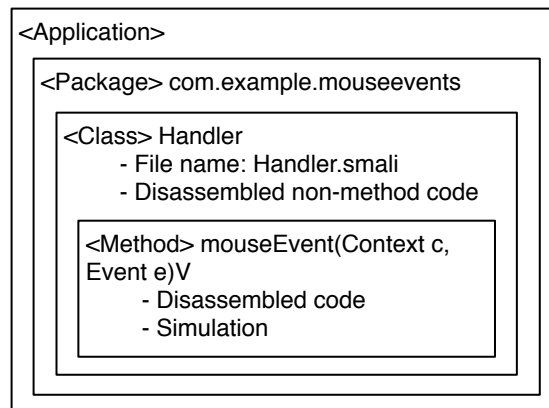 <Application>
<Package> com.example.mouseevents
<Class> Handler
- File name: Handler.smali
- Disassembled non-method code
<Method> mouseEvent(Context c,
Event e)V
- Disassembled code
- Simulation